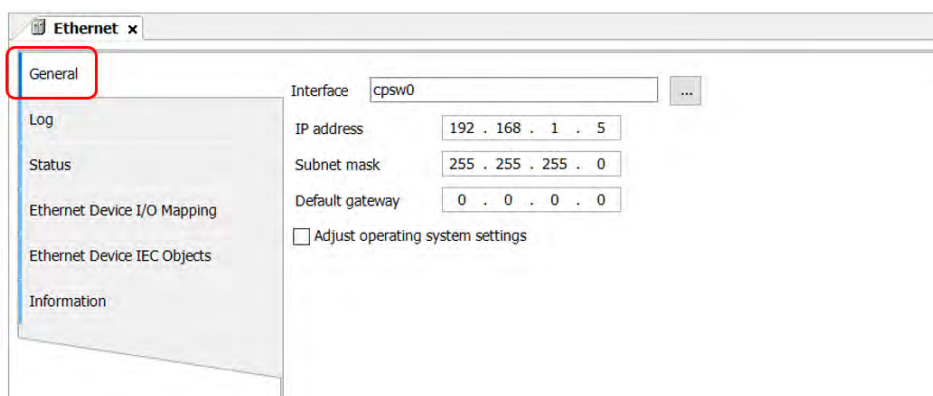 Ethernet x
General
Interface cpsw0 ...
Log
IP address 192 . 168 . 1 . 5
Status
Subnet mask 255 . 255 . 255 . 0
Default gateway 0 . 0 . 0 . 0
Ethernet Device I/O Mapping
Adjust operating system settings
Ethernet Device IEC Objects
Information